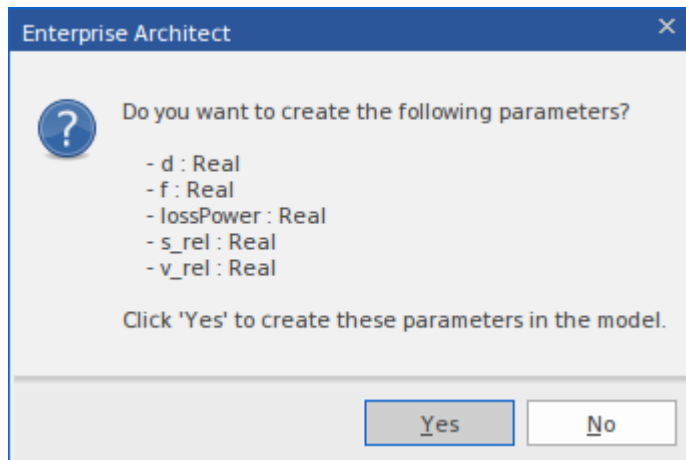 Enterprise Architect
Do you want to create the following parameters?
- d : Real
- f : Real
- lossPower : Real
- s_rel : Real
- v_rel : Real
Click 'Yes' to create these parameters in the model.
Yes No